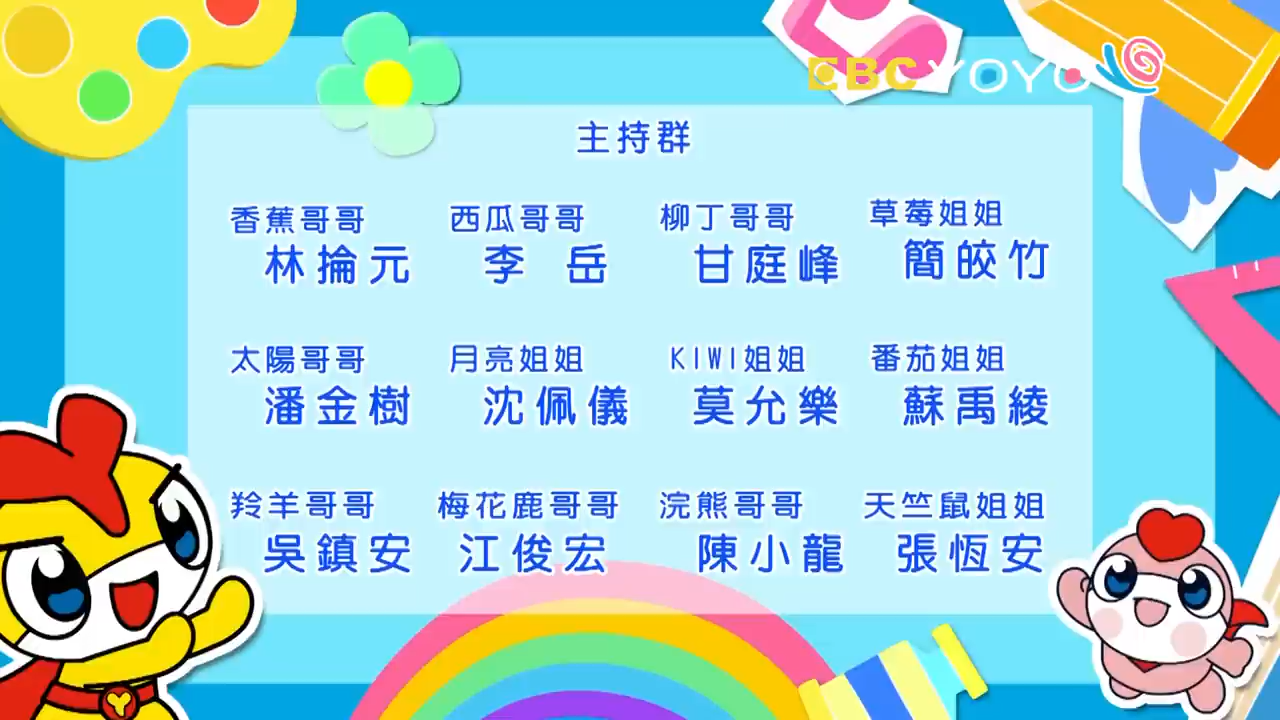 EBC YOYO
主持群
香蕉哥哥 西瓜哥哥 柳丁哥哥 草莓姐姐
林掄元 李 岳 甘庭峰 簡皎竹
太陽哥哥 月亮姐姐 KIWI姐姐 番茄姐姐
潘金樹 沈佩儀 莫允樂 蘇禹綾
羚羊哥哥 梅花鹿哥哥 浣熊哥哥 天竺鼠姐姐
吳鎮安 江俊宏 陳小龍 張恆安